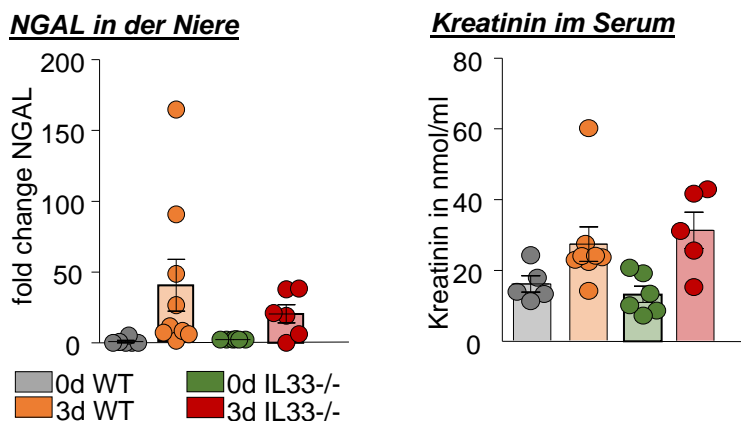 NGAL in der Niere
fold change NGAL
200
150
100
50
0
Kreatinin im Serum
Kreatinin in nmol/ml
80
60
40
20
0
0d WT
0d IL33-/-
3d WT
3d IL33-/-